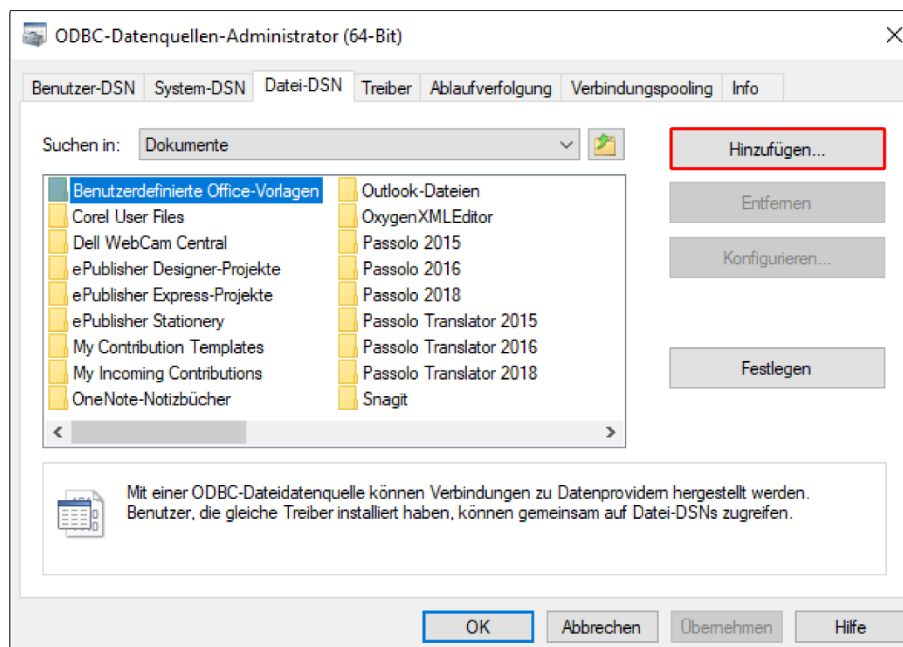 ODBC-Datenquellen-Administrator (64-Bit)
Benutzer-DSN System-DSN Datei-DSN Treiber Ablaufverfolgung Verbindungspooling Info
Suchen in: Dokumente
Hinzufügen...
Entfernen
Konfigurieren...
Festlegen
Benutzerdefinierte Office-Vorlagen
Corel User Files
Dell WebCam Central
ePublisher Designer-Projekte
ePublisher Express-Projekte
ePublisher Stationery
My Contribution Templates
My Incoming Contributions
OneNote-Notizbücher
Outlook-Dateien
OxygenXMLEditor
Passolo 2015
Passolo 2016
Passolo 2018
Passolo Translator 2015
Passolo Translator 2016
Passolo Translator 2018
Snagit
Mit einer ODBC-Dateidatenquelle können Verbindungen zu Datenprovidern hergestellt werden.
Benutzer, die gleiche Treiber installiert haben, können gemeinsam auf Datei-DSNs zugreifen.
OK Abbrechen Übernehmen Hilfe